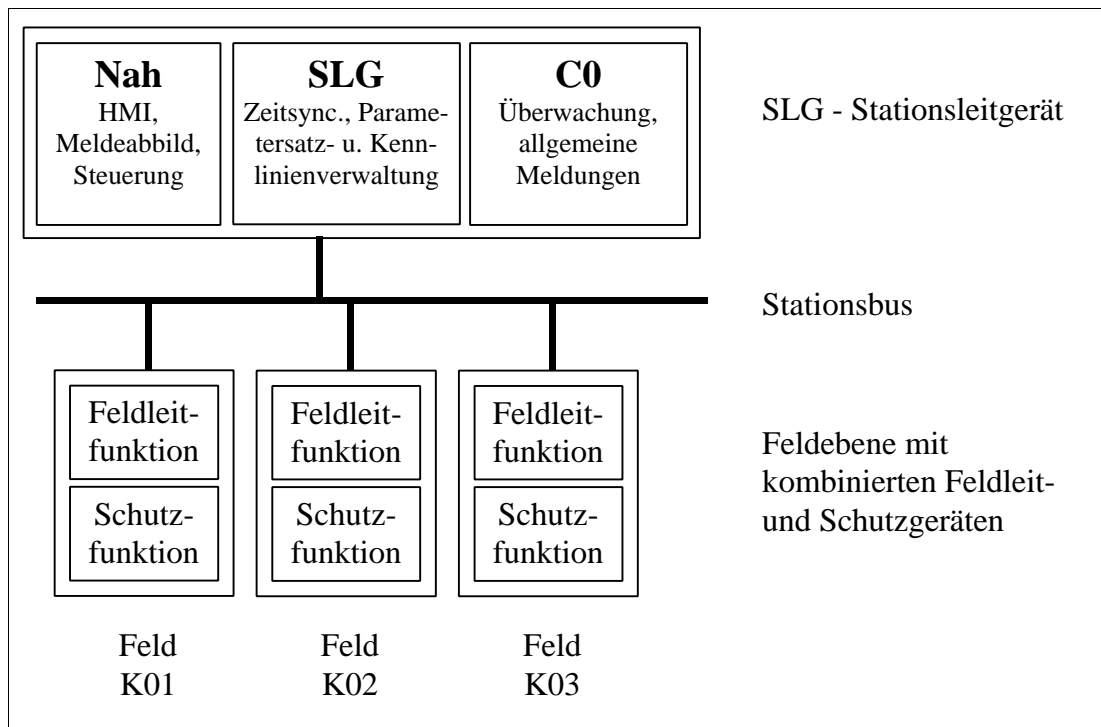 Nah
HMI,
Meldeabbild,
Steuerung
SLG
Zeitsync., Parame-
tersatz- u. Kenn-
linienverwaltung
C0
Überwachung,
allgemeine
Meldungen
SLG - Stationsleitgerät
Stationsbus
Feldleit-
funktion
Schutz-
funktion
Feldleit-
funktion
Schutz-
funktion
Feldleit-
funktion
Schutz-
funktion
Feldebene mit
kombinierten Feldleit-
und Schutzgeräten
Feld
K01
Feld
K02
Feld
K03